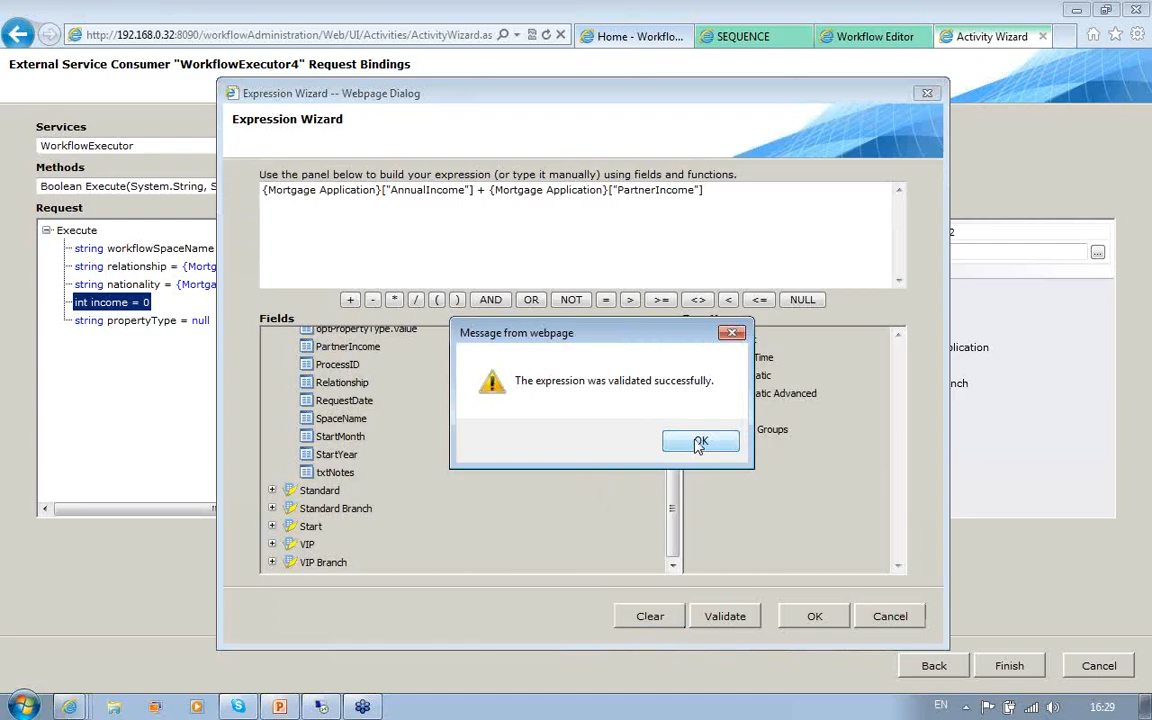 http://192.168.0.32:8090/workflowAdministration/Web/UI/Activities/ActivityWizard.as
Home - Workflo...
SEQUENCE
Workflow Editor
Activity Wizard
External Service Consumer "WorkflowExecutor4" Request Bindings
Expression Wizard -- Webpage Dialog
Expression Wizard
Services
WorkflowExecutor
Methods
Boolean Execute(System.String, S
Request
Execute
string workflowSpaceName
string relationship = {Mortg
string nationality = {Mortga
int income = 0
string propertyType = null
Use the panel below to build your expression (or type it manually) using fields and functions.
{Mortgage Application}["AnnualIncome"] + {Mortgage Application}["PartnerIncome"]
+ - * / ( ) AND OR NOT = > >= <> < <= NULL
Fields
optPropertyType.value
PartnerIncome
ProcessID
Relationship
RequestDate
SpaceName
StartMonth
StartYear
txtNotes
Standard
Standard Branch
Start
VIP
VIP Branch
Message from webpage
The expression was validated successfully.
OK
Time
atic
atic Advanced
Groups
2
...
plication
nch
Clear
Validate
OK
Cancel
Back
Finish
Cancel
EN
16:29